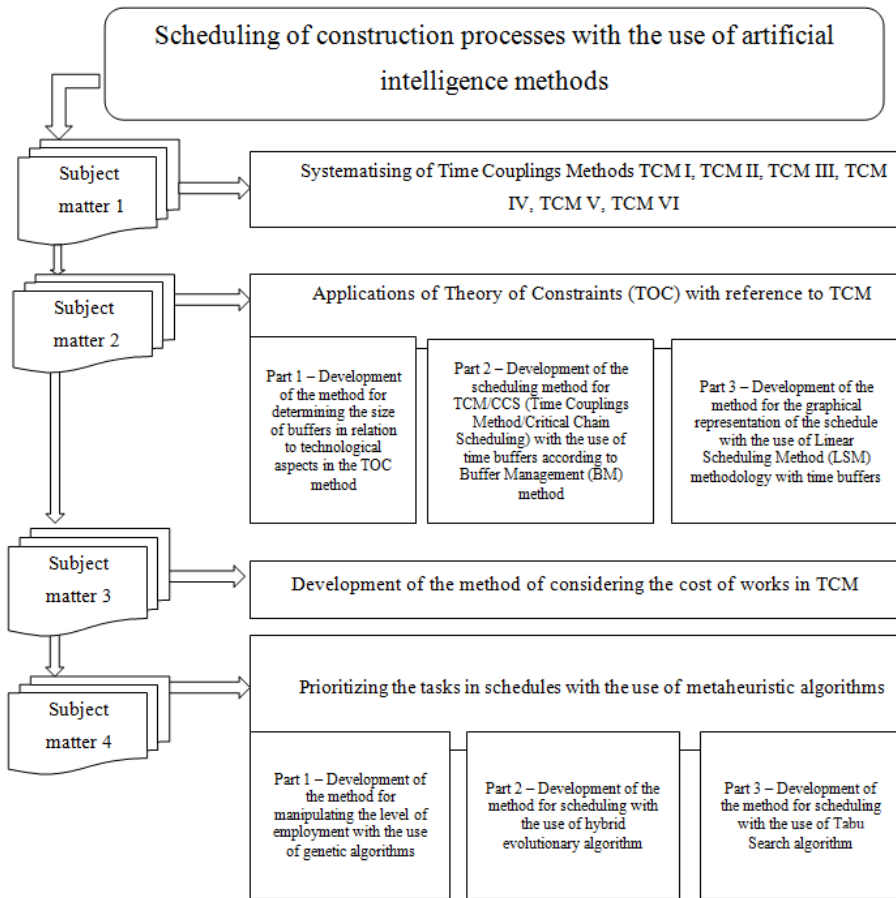 Scheduling of construction processes with the use of artificial
intelligence methods
Subject
matter 1
Systematising of Time Couplings Methods TCM I, TCM II, TCM III, TCM
IV, TCM V, TCM VI
Subject
matter 2
Applications of Theory of Constraints (TOC) with reference to TCM
Part 1 – Development
of the method for
determining the size
of buffers in relation
to technological
aspects in the TOC
method
Part 2 – Development of the
scheduling method for
TCM/CCS (Time Couplings
Method/Critical Chain
Scheduling) with the use of
time buffers according to
Buffer Management (BM)
method
Part 3 – Development of the
method for the graphical
representation of the schedule
with the use of Linear
Scheduling Method (LSM)
methodology with time buffers
Subject
matter 3
Development of the method of considering the cost of works in TCM
Subject
matter 4
Prioritizing the tasks in schedules with the use of metaheuristic algorithms
Part 1 – Development of
the method for
manipulating the level of
employment with the use
of genetic algorithms
Part 2 – Development of the
method for scheduling with
the use of hybrid
evolutionary algorithm
Part 3 – Development of
the method for scheduling
with the use of Tabu
Search algorithm